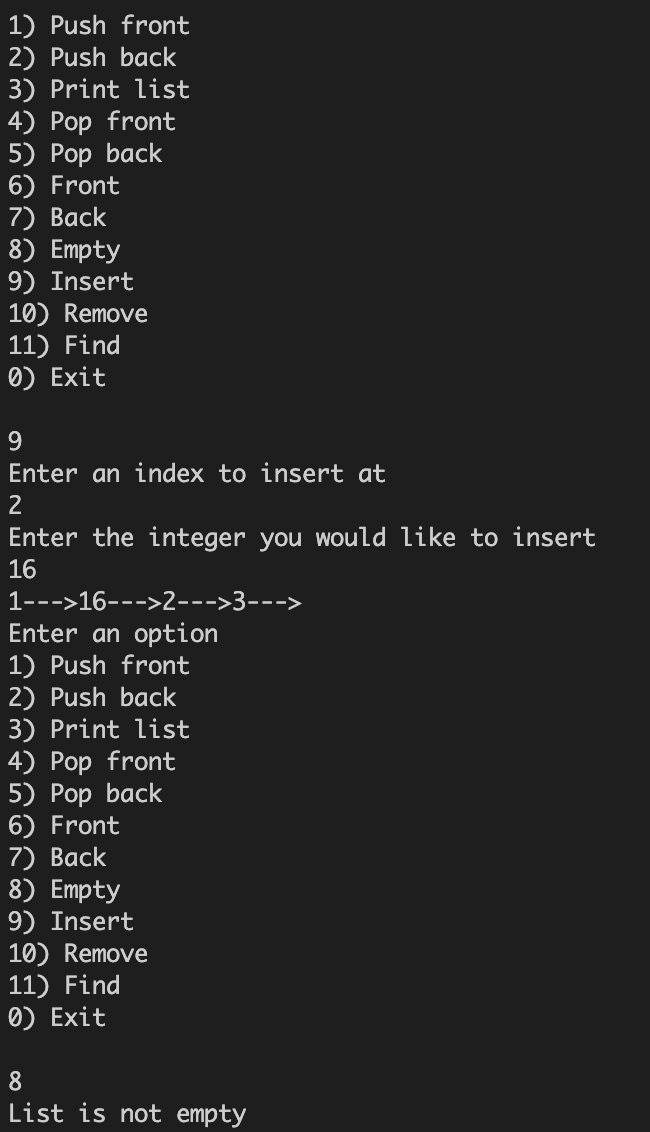 1) Push front
2) Push back
3) Print list
4) Pop front
5) Pop back
6) Front
7) Back
8) Empty
9) Insert
10) Remove
11) Find
0) Exit

9
Enter an index to insert at
2
Enter the integer you would like to insert
16
1--->16--->2--->3--->
Enter an option
1) Push front
2) Push back
3) Print list
4) Pop front
5) Pop back
6) Front
7) Back
8) Empty
9) Insert
10) Remove
11) Find
0) Exit

8
List is not empty